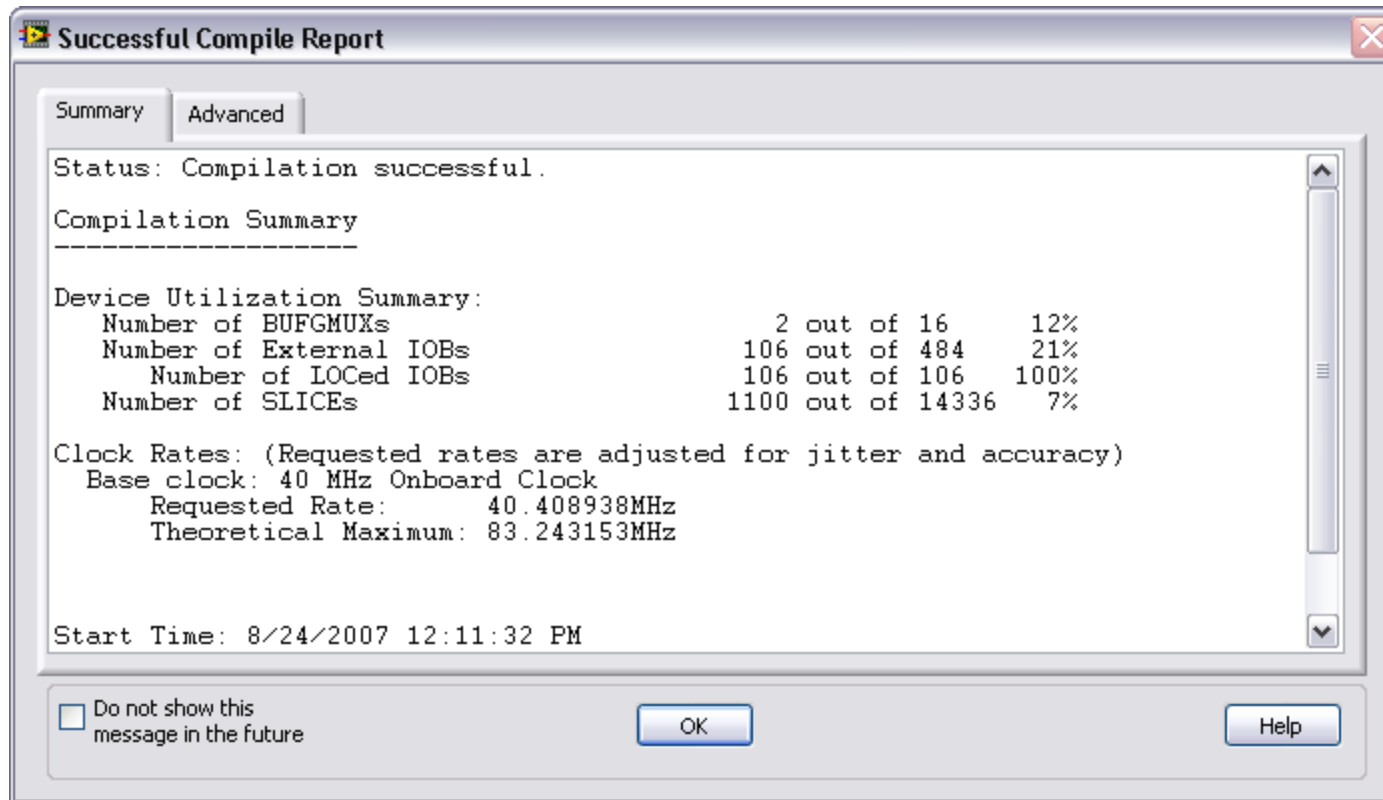 Successful Compile Report
Summary
Advanced
Status: Compilation successful.
Compilation Summary
-------------------
Device Utilization Summary:
Number of BUFGMUXs 2 out of 16 12%
Number of External IOBs 106 out of 484 21%
Number of LOCed IOBs 106 out of 106 100%
Number of SLICEs 1100 out of 14336 7%
Clock Rates: (Requested rates are adjusted for jitter and accuracy)
Base clock: 40 MHz Onboard Clock
Requested Rate: 40.408938MHz
Theoretical Maximum: 83.243153MHz
Start Time: 8/24/2007 12:11:32 PM
Do not show this
message in the future
OK
Help